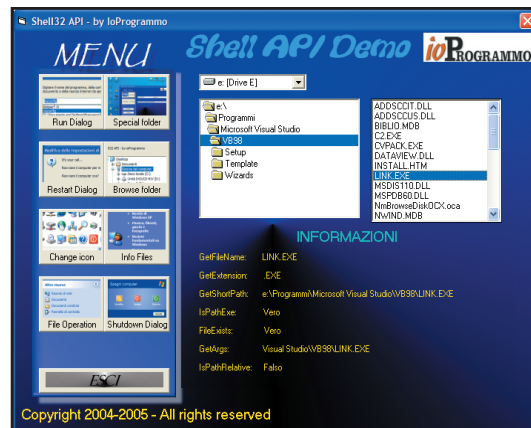 Shell32 API - by IoProgrammo
MENU
Run Dialog
Special folder
Restart Dialog
Browse folder
Change icon
Info Files
File Operation
Shutdown Dialog
ESCI
Shell API Demo
ioPROGRAMMO
e: [Drive E]
e:\
Programmi
Microsoft Visual Studio
VB98
Setup
Template
Wizards
ADDSCCIT.DLL
ADDSCCUS.DLL
BIBLIO.MDB
C2.EXE
CVPACK.EXE
DATAVIEW.DLL
INSTALL.HTM
LINK.EXE
MSDIS110.DLL
MSPDB60.DLL
NmBrowseDiskOCX.oca
NWIND.MDB
INFORMAZIONI
GetFileName: LINK.EXE
GetExtension: .EXE
GetShortPath: e:\Programmi\Microsoft Visual Studio\VB98\LINK.EXE
IsPathExe: Vero
FileExists: Vero
GetArgs: Visual Studio\VB98\LINK.EXE
IsPathRelative: Falso
Copyright 2004-2005 - All rights reserved